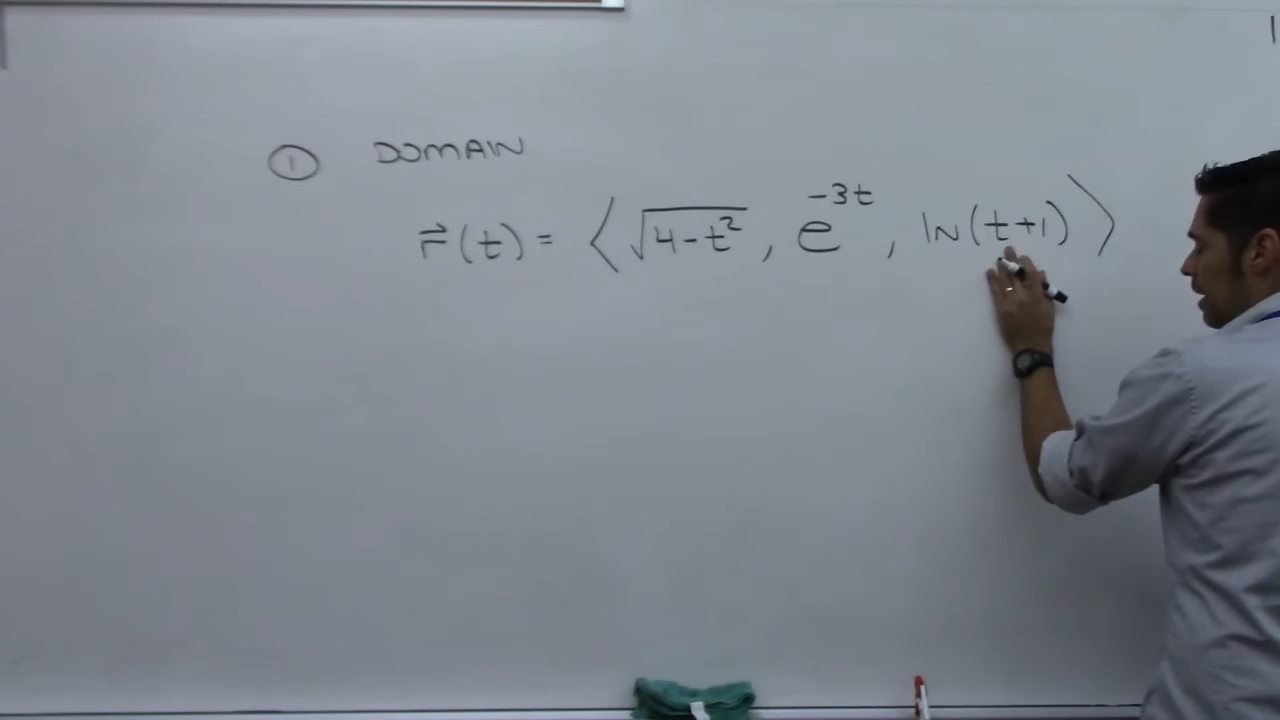 ① DOMAIN
r⃗(t) = ⟨√(4-t²), e^(-3t), ln(t+1)⟩